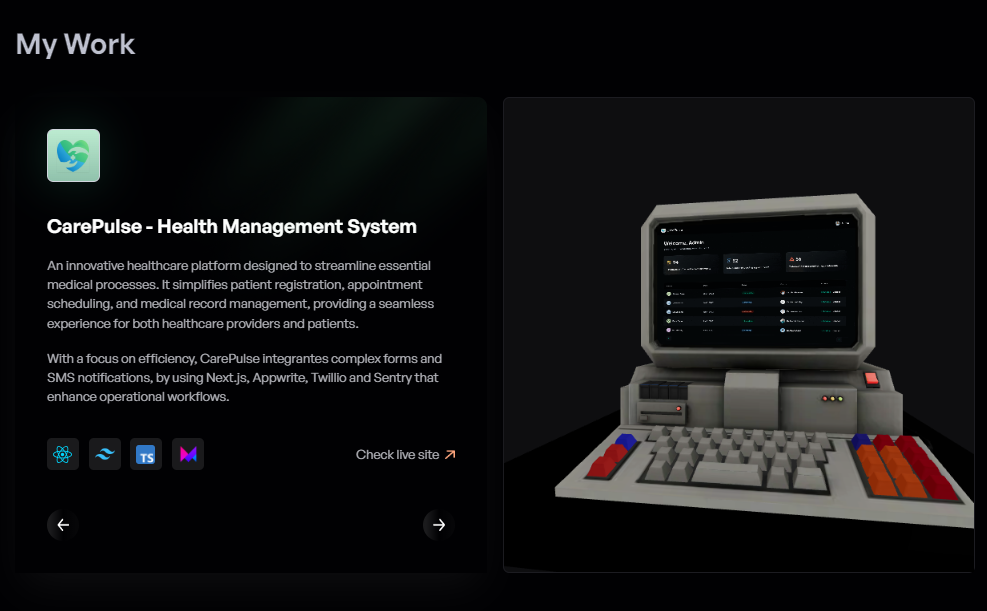 My Work
CarePulse - Health Management System
An innovative healthcare platform designed to streamline essential
medical processes. It simplifies patient registration, appointment
scheduling, and medical record management, providing a seamless
experience for both healthcare providers and patients.
With a focus on efficiency, CarePulse integrantes complex forms and
SMS notifications, by using Next.js, Appwrite, Twillio and Sentry that
enhance operational workflows.
TS
Check live site
Welcome, Admin